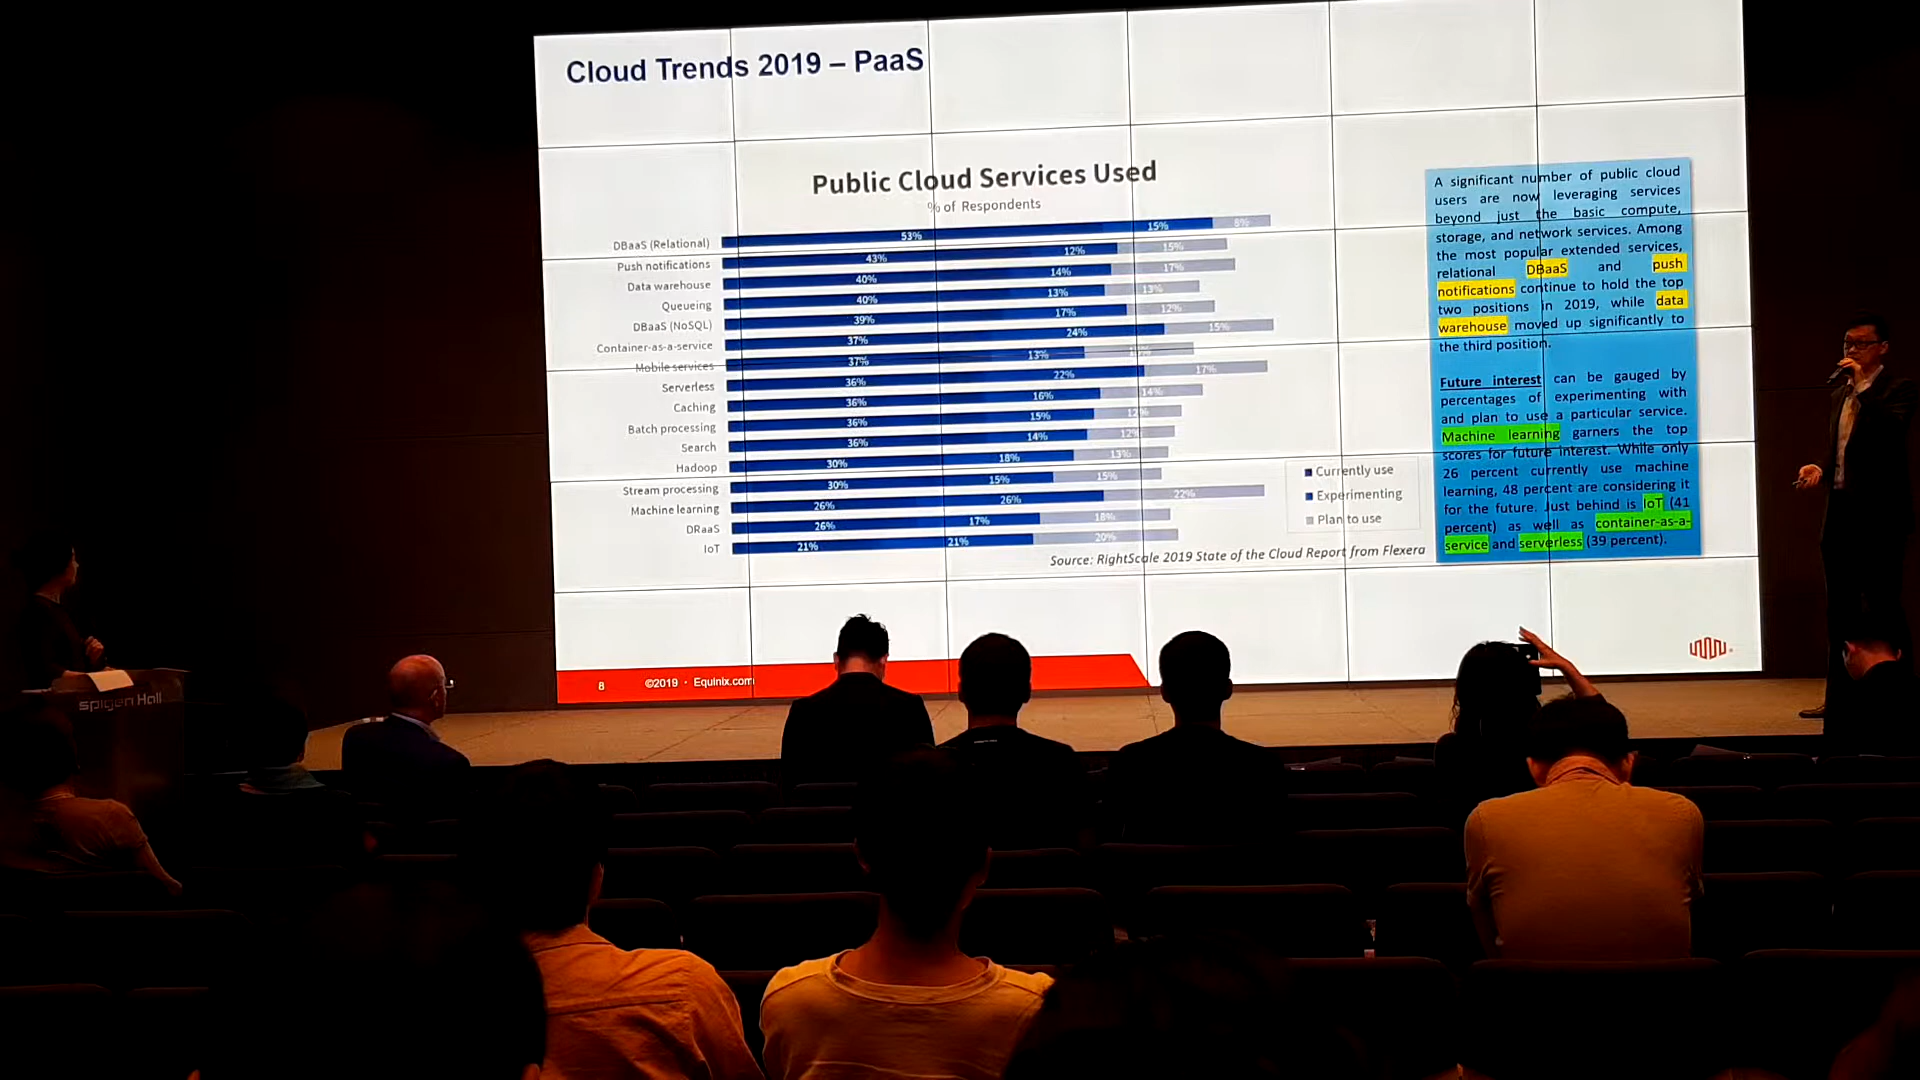 Cloud Trends 2019 – PaaS
Public Cloud Services Used
% of Respondents
DBaaS (Relational) 53% 15% 8%
Push notifications 43% 12% 15%
Data warehouse 40% 14% 17%
Queueing 40% 13% 13%
DBaaS (NoSQL) 39% 17% 12%
Container-as-a-service 37% 24% 15%
Mobile services 37% 13%
Serverless 36% 22% 17%
Caching 36% 16% 14%
Batch processing 36% 15% 12%
Search 36% 14% 12%
Hadoop 30% 18% 13%
Stream processing 30% 15% 15%
Machine learning 26% 26% 22%
DRaaS 26% 17% 18%
IoT 21% 21% 20%
Currently use
Experimenting
Plan to use
Source: RightScale 2019 State of the Cloud Report from Flexera
A significant number of public cloud
users are now leveraging services
beyond just the basic compute,
storage, and network services. Among
the most popular extended services,
relational DBaaS and push
notifications continue to hold the top
two positions in 2019, while data
warehouse moved up significantly to
the third position.
Future interest can be gauged by
percentages of experimenting with
and plan to use a particular service.
Machine learning garners the top
scores for future interest. While only
26 percent currently use machine
learning, 48 percent are considering it
for the future. Just behind is IoT (41
percent) as well as container-as-a-
service and serverless (39 percent).
8 ©2019 · Equinix.com
spigen Hall